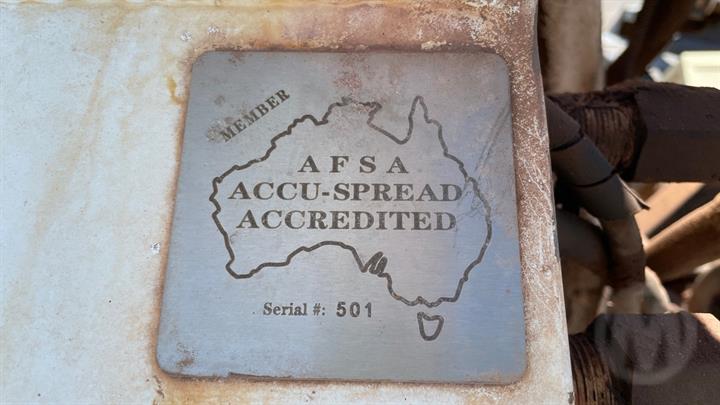 MEMBER
AFSA
ACCU-SPREAD
ACCREDITED
Serial #: 501
M